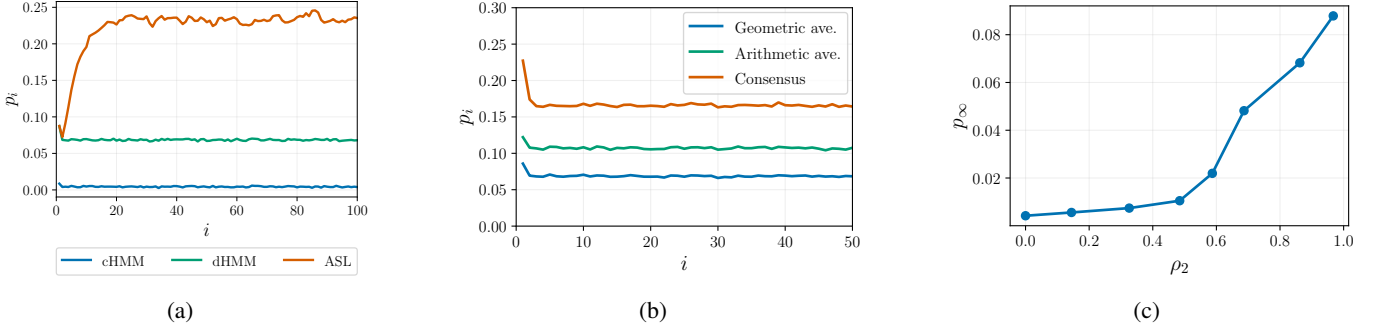 0.25
0.20
0.15
0.10
0.05
0.00
p_i
0 20 40 60 80 100
i
cHMM dHMM ASL
(a)
0.30
0.25
0.20
0.15
0.10
0.05
0.00
p_i
Geometric ave.
Arithmetic ave.
Consensus
0 10 20 30 40 50
i
(b)
0.08
0.06
0.04
0.02
p_∞
0.0 0.2 0.4 0.6 0.8 1.0
ρ_2
(c)